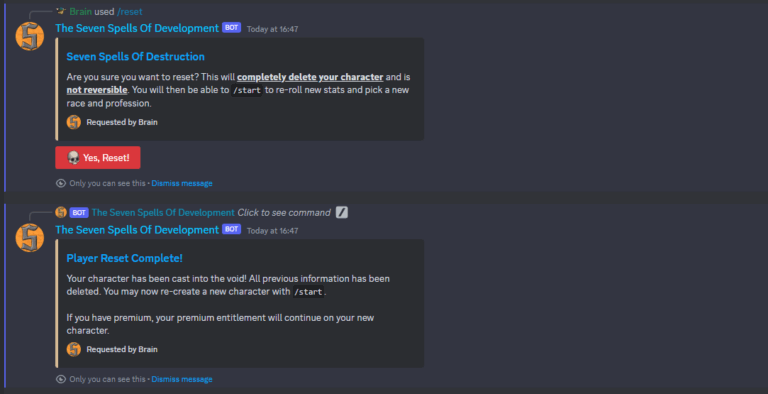 Brain used /reset
The Seven Spells Of Development BOT Today at 16:47
Seven Spells Of Destruction
Are you sure you want to reset? This will completely delete your character and is
not reversible. You will then be able to /start to re-roll new stats and pick a new
race and profession.
Requested by Brain
Yes, Reset!
Only you can see this • Dismiss message
BOT The Seven Spells Of Development Click to see command
The Seven Spells Of Development BOT Today at 16:47
Player Reset Complete!
Your character has been cast into the void! All previous information has been
deleted. You may now re-create a new character with /start.
If you have premium, your premium entitlement will continue on your new
character.
Requested by Brain
Only you can see this • Dismiss message